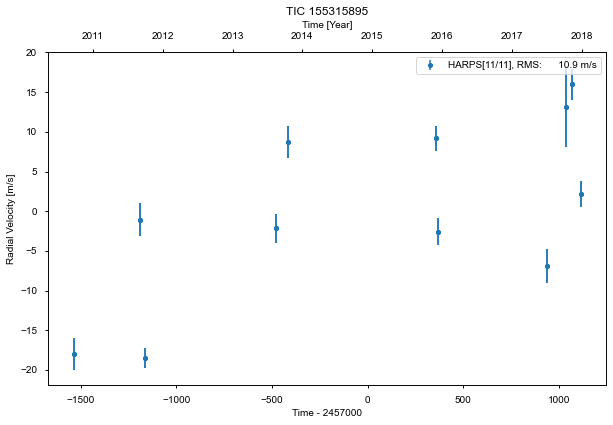 TIC 155315895
Time [Year]
2011 2012 2013 2014 2015 2016 2017 2018
HARPS[11/11], RMS: 10.9 m/s
20
15
10
5
0
−5
−10
−15
−20
Radial Velocity [m/s]
−1500 −1000 −500 0 500 1000
Time - 2457000